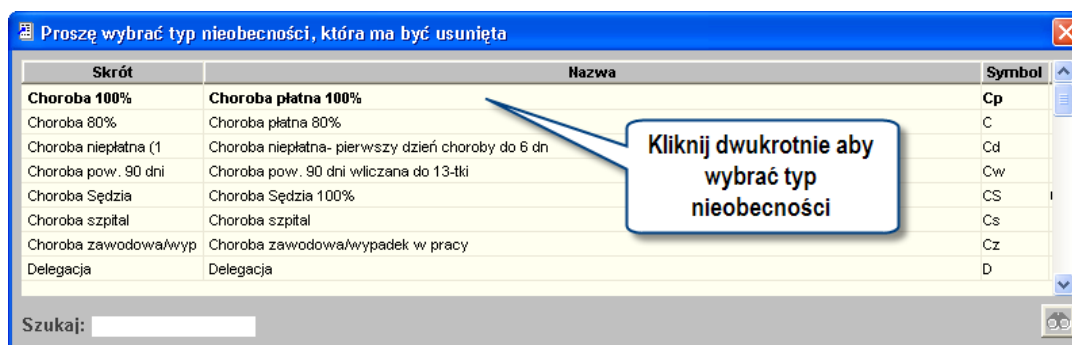 Proszę wybrać typ nieobecności, która ma być usunięta
Skrót Nazwa Symbol
Choroba 100% Choroba płatna 100% Cp
Choroba 80% Choroba płatna 80% C
Choroba niepłatna (1 Choroba niepłatna- pierwszy dzień choroby do 6 dn Cd
Choroba pow. 90 dni Choroba pow. 90 dni wliczana do 13-tki Cw
Choroba Sędzia Choroba Sędzia 100% CS
Choroba szpital Choroba szpital Cs
Choroba zawodowa/wyp Choroba zawodowa/wypadek w pracy Cz
Delegacja Delegacja D
Kliknij dwukrotnie aby
wybrać typ
nieobecności
Szukaj: